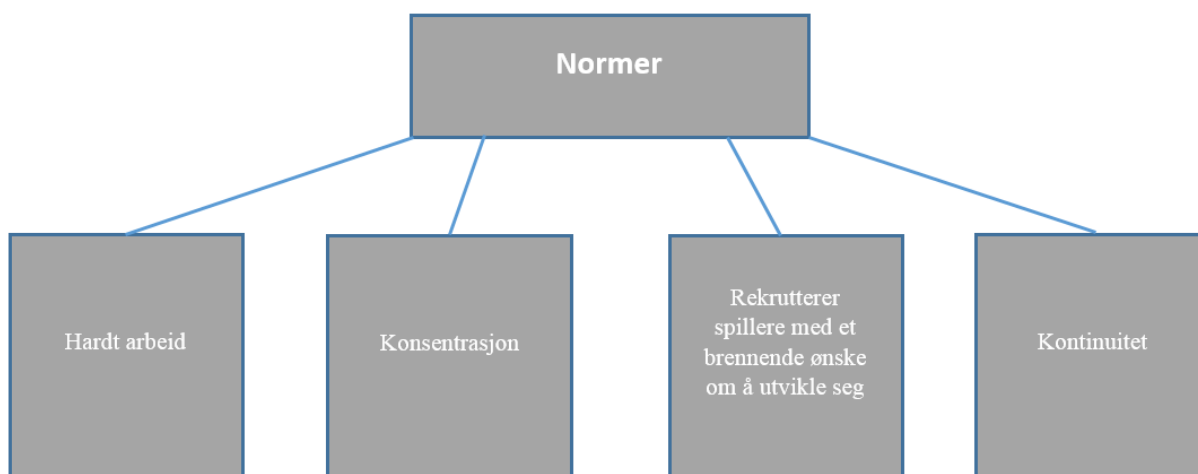 Normer
Hardt arbeid
Konsentrasjon
Rekrutterer
spillere med et
brennende ønske
om å utvikle seg
Kontinuitet